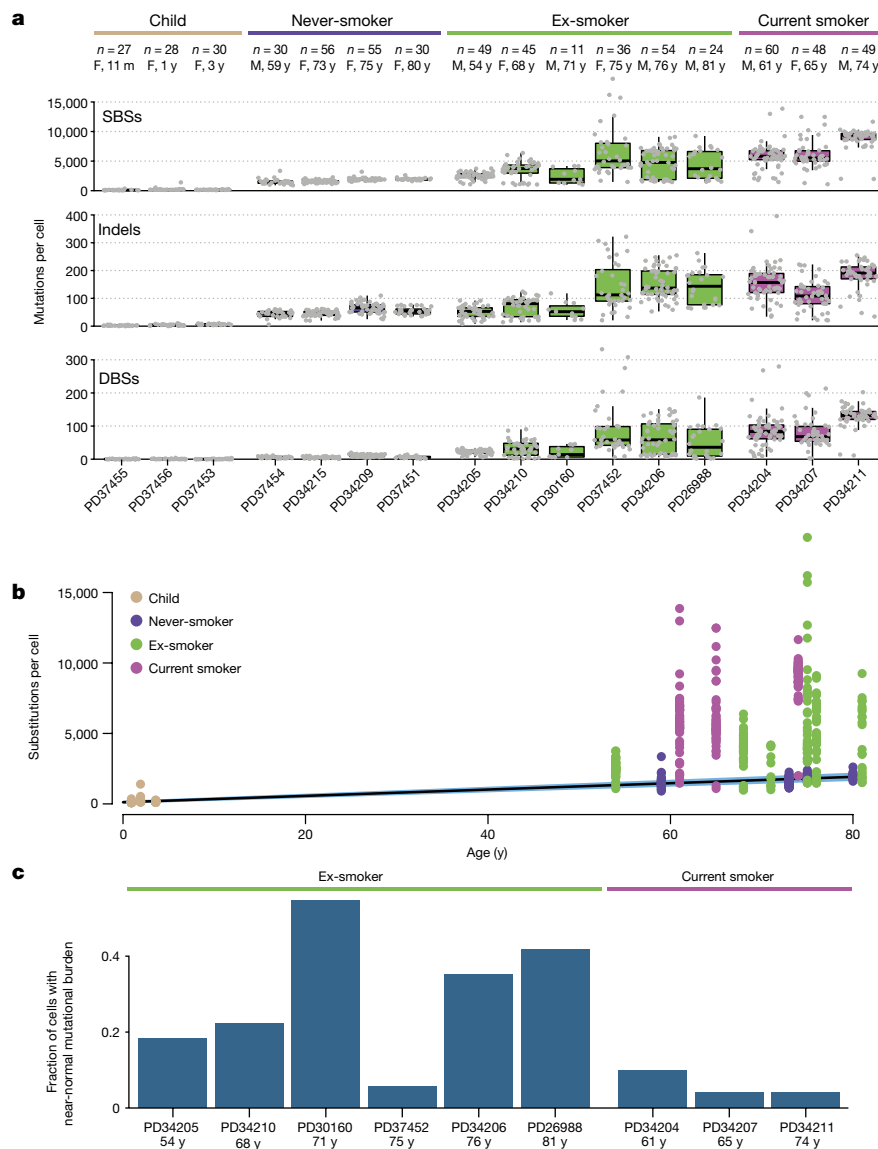 a
Child Never-smoker Ex-smoker Current smoker
n = 27 n = 28 n = 30 n = 30 n = 56 n = 55 n = 30 n = 49 n = 45 n = 11 n = 36 n = 54 n = 24 n = 60 n = 48 n = 49
F, 11 m F, 1 y F, 3 y M, 59 y F, 73 y F, 75 y F, 80 y M, 54 y F, 68 y M, 71 y F, 75 y M, 76 y M, 81 y M, 61 y F, 65 y M, 74 y
15,000
SBSs
10,000
5,000
0
400
Indels
300
200
100
0
Mutations per cell
300
DBSs
200
100
0
PD37455 PD37456 PD37453 PD37454 PD34215 PD34209 PD37451 PD34205 PD34210 PD30160 PD37452 PD34206 PD26988 PD34204 PD34207 PD34211
b
15,000
Child
Never-smoker
Ex-smoker
Current smoker
10,000
5,000
0
Substitutions per cell
0 20 40 60 80
Age (y)
c
Ex-smoker Current smoker
0.4
0.2
0
Fraction of cells with
near-normal mutational burden
PD34205 PD34210 PD30160 PD37452 PD34206 PD26988 PD34204 PD34207 PD34211
54 y 68 y 71 y 75 y 76 y 81 y 61 y 65 y 74 y